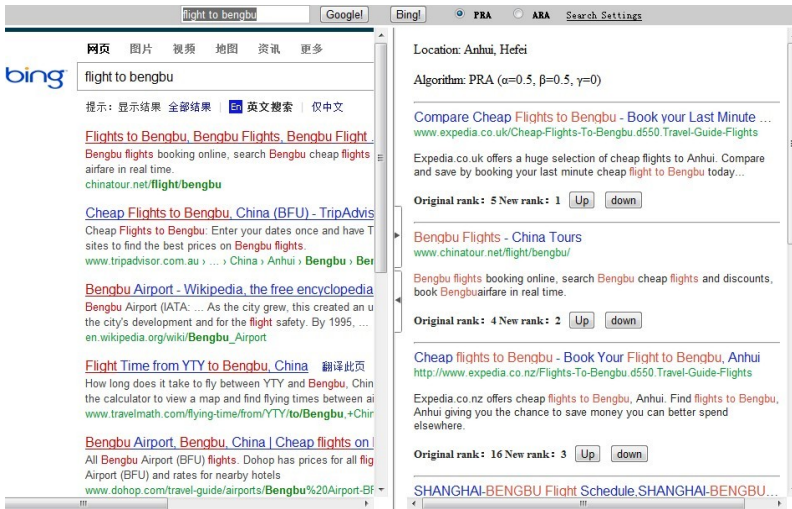 flight to bengbu Google! Bing! PRA ARA Search Settings
网页 图片 视频 地图 资讯 更多
bing
flight to bengbu
提示: 显示结果 全部结果 | En 英文搜索 | 仅中文
Flights to Bengbu, Bengbu Flights, Bengbu Flight .
Bengbu flights booking online, search Bengbu cheap flights
airfare in real time.
chinatour.net/flight/bengbu
Cheap Flights to Bengbu, China (BFU) - TripAdvis
Cheap Flights to Bengbu: Enter your dates once and have T
sites to find the best prices on Bengbu flights.
www.tripadvisor.com.au › ... › China › Anhui › Bengbu › Ber
Bengbu Airport - Wikipedia, the free encyclopedia
Bengbu Airport (IATA: ... As the city grew, this created an u
the city's development and for the flight safety. By 1995, ...
en.wikipedia.org/wiki/Bengbu_Airport
Flight Time from YTY to Bengbu, China 翻译此页
How long does it take to fly between YTY and Bengbu, Chin
the calculator to view a map and find flying times between ai
www.travelmath.com/flying-time/from/YTY/to/Bengbu,+Chir
Bengbu Airport, Bengbu, China | Cheap flights on
All Bengbu Airport (BFU) flights. Dohop has prices for all flig
Airport (BFU) and rates for nearby hotels
www.dohop.com/travel-guide/airports/Bengbu%20Airport-BF
Location: Anhui, Hefei
Algorithm: PRA (α=0.5, β=0.5, γ=0)
Compare Cheap Flights to Bengbu - Book your Last Minute ...
www.expedia.co.uk/Cheap-Flights-To-Bengbu.d550.Travel-Guide-Flights
Expedia.co.uk offers a huge selection of cheap flights to Anhui. Compare
and save by booking your last minute cheap flight to Bengbu today...
Original rank: 5 New rank: 1 Up down
Bengbu Flights - China Tours
www.chinatour.net/flight/bengbu/
Bengbu flights booking online, search Bengbu cheap flights and discounts,
book Bengbuairfare in real time.
Original rank: 4 New rank: 2 Up down
Cheap flights to Bengbu - Book Your Flight to Bengbu, Anhui
http://www.expedia.co.nz/Flights-To-Bengbu.d550.Travel-Guide-Flights
Expedia.co.nz offers cheap flights to Bengbu, Anhui. Find flights to Bengbu,
Anhui giving you the chance to save money you can better spend
elsewhere.
Original rank: 16 New rank: 3 Up down
SHANGHAI-BENGBU Flight Schedule,SHANGHAI-BENGBU...